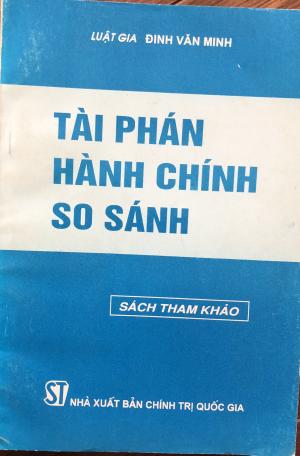 LUẬT GIA ĐINH VĂN MINH
TÀI PHÁN
HÀNH CHÍNH
SO SÁNH
SÁCH THAM KHẢO
ST NHÀ XUẤT BẢN CHÍNH TRỊ QUỐC GIA